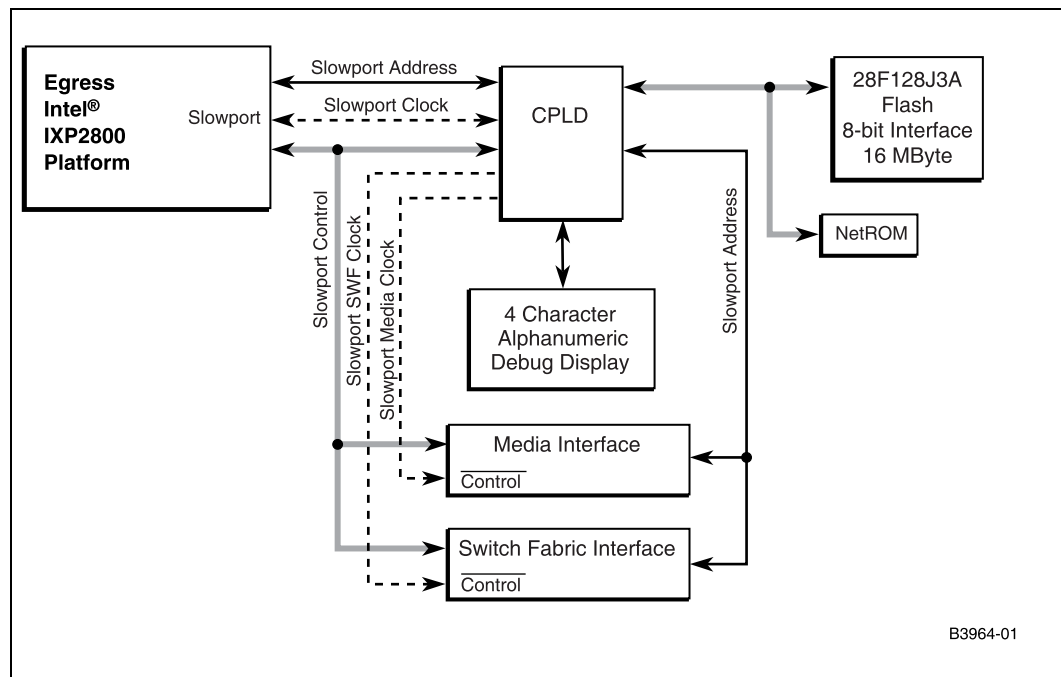 Egress
Intel®
IXP2800
Platform
Slowport
Slowport Address
Slowport Clock
CPLD
28F128J3A
Flash
8-bit Interface
16 MByte
NetROM
Slowport Control
Slowport SWF Clock
Slowport Media Clock
Slowport Address
4 Character
Alphanumeric
Debug Display
Media Interface
Control
Switch Fabric Interface
Control
B3964-01